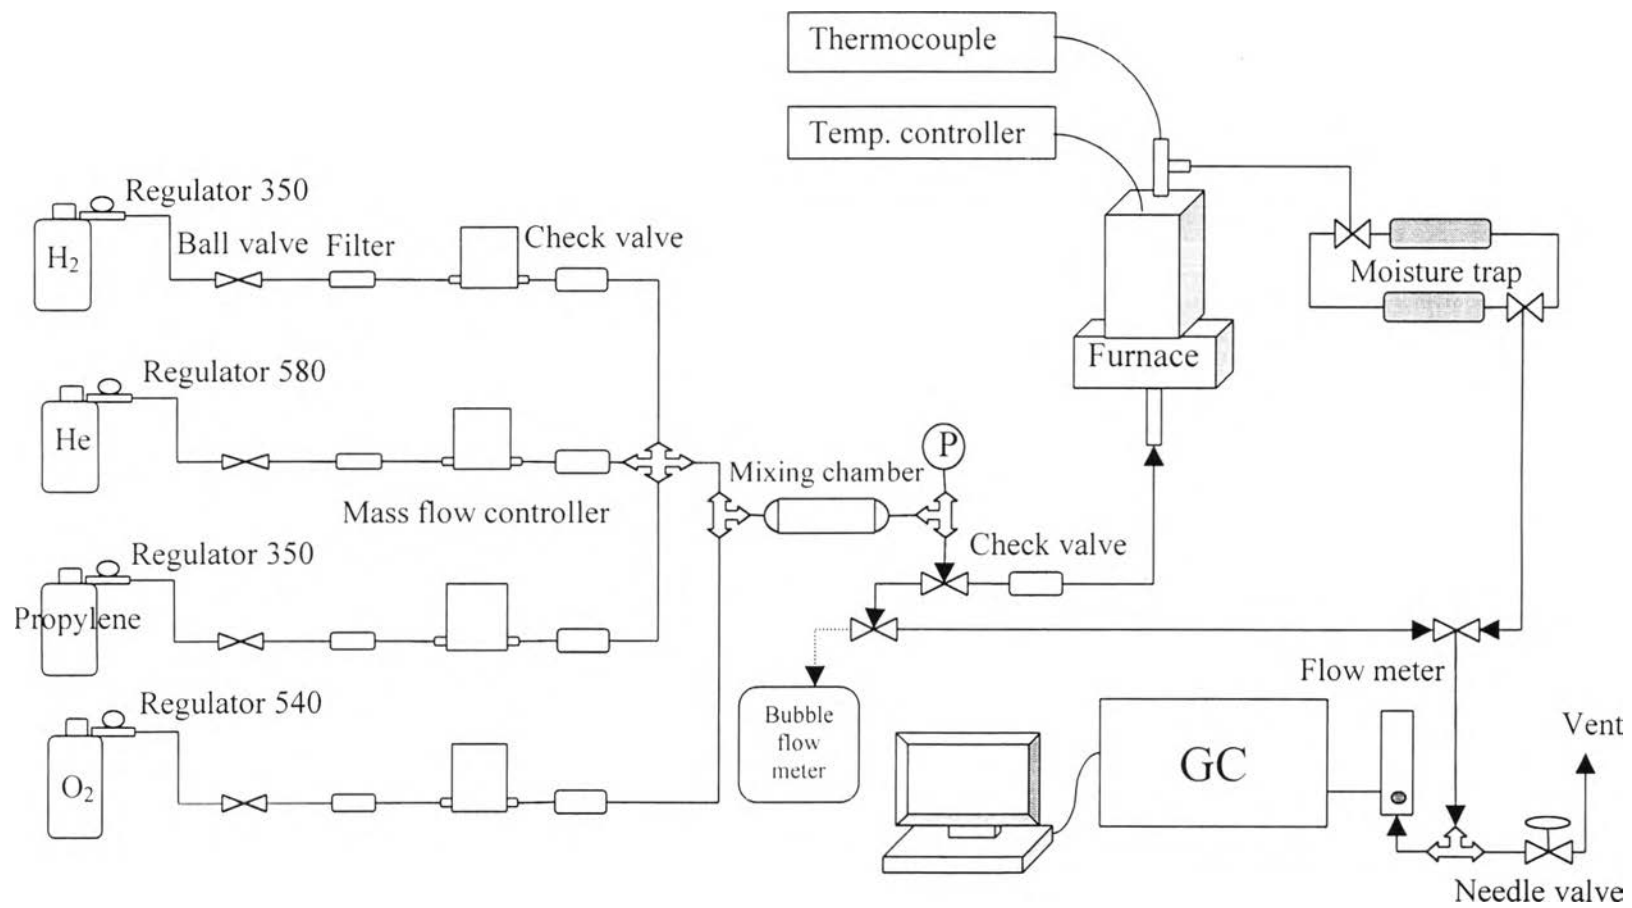 Thermocouple
Temp. controller
Regulator 350
H₂
Ball valve
Filter
Check valve
Moisture trap
Furnace
Regulator 580
He
Mass flow controller
Mixing chamber
P
Check valve
Regulator 350
Propylene
Regulator 540
O₂
Bubble
flow
meter
Flow meter
GC
Vent
Needle valve